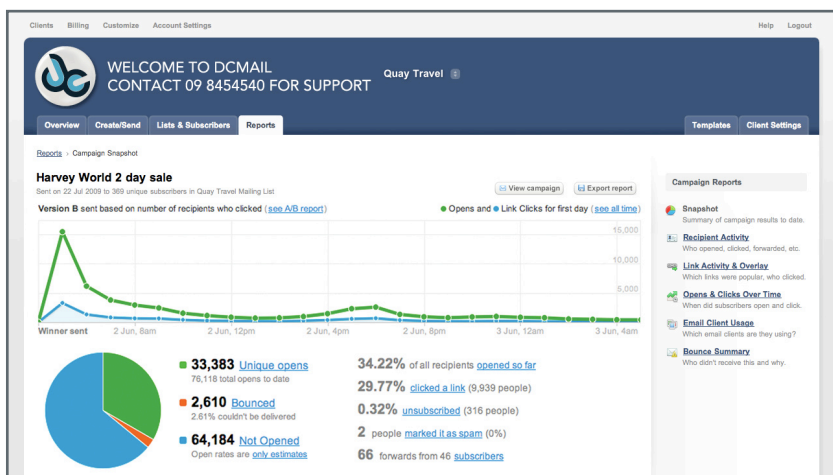 Clients Billing Customize Account Settings Help Logout
WELCOME TO DCMAIL
CONTACT 09 8454540 FOR SUPPORT
Quay Travel
Overview Create/Send Lists & Subscribers Reports Templates Client Settings
Reports › Campaign Snapshot
Harvey World 2 day sale
Sent on 22 Jul 2009 to 369 unique subscribers in Quay Travel Mailing List
View campaign Export report
Version B sent based on number of recipients who clicked (see A/B report) Opens and Link Clicks for first day (see all time)
15,000
10,000
5,000
Winner sent 2 Jun, 8am 2 Jun, 12pm 2 Jun, 4pm 2 Jun, 8pm 3 Jun, 12am 3 Jun, 4am
33,383 Unique opens
76,118 total opens to date
2,610 Bounced
2.61% couldn't be delivered
64,184 Not Opened
Open rates are only estimates
34.22% of all recipients opened so far
29.77% clicked a link (9,939 people)
0.32% unsubscribed (316 people)
2 people marked it as spam (0%)
66 forwards from 46 subscribers
Campaign Reports
Snapshot
Summary of campaign results to date.
Recipient Activity
Who opened, clicked, forwarded, etc.
Link Activity & Overlay
Which links were popular, who clicked.
Opens & Clicks Over Time
When did subscribers open and click.
Email Client Usage
Which email clients are they using?
Bounce Summary
Who didn't receive this and why.